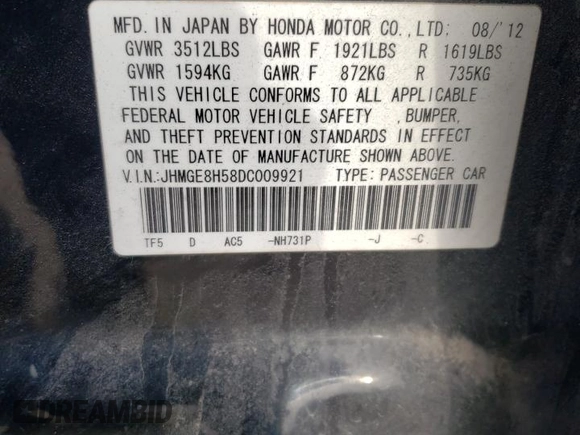 MFD. IN JAPAN BY HONDA MOTOR CO.,LTD: 08/'12
GVWR 3512LBS GAWR F 1921LBS R 1619LBS
GVWR 1594KG GAWR F 872KG R 735KG
THIS VEHICLE CONFORMS TO ALL APPLICABLE
FEDERAL MOTOR VEHICLE SAFETY ,BUMPER,
AND THEFT PREVENTION STANDARDS IN EFFECT
ON THE DATE OF MANUFACTURE SHOWN ABOVE.
V.I.N.:JHMGE8H58DC009921 TYPE: PASSENGER CAR
TF5 D AC5 -NH731P -J -C
DREAMBID